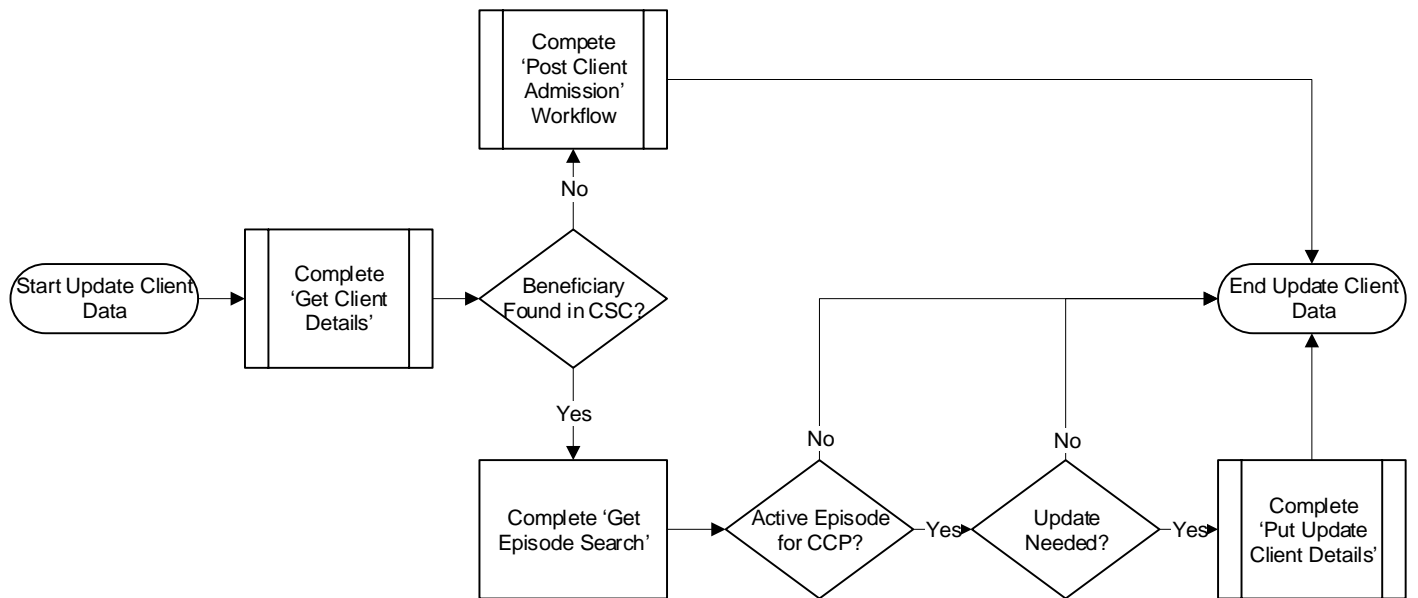 Compete
‘Post Client
Admission’
Workflow
No
Start Update Client
Data
Complete
‘Get Client
Details’
Beneficiary
Found in CSC?
End Update Client
Data
Yes
No
No
Complete ‘Get
Episode Search’
Active Episode
for CCP?
Yes
Update
Needed?
Yes
Complete
‘Put Update
Client Details’